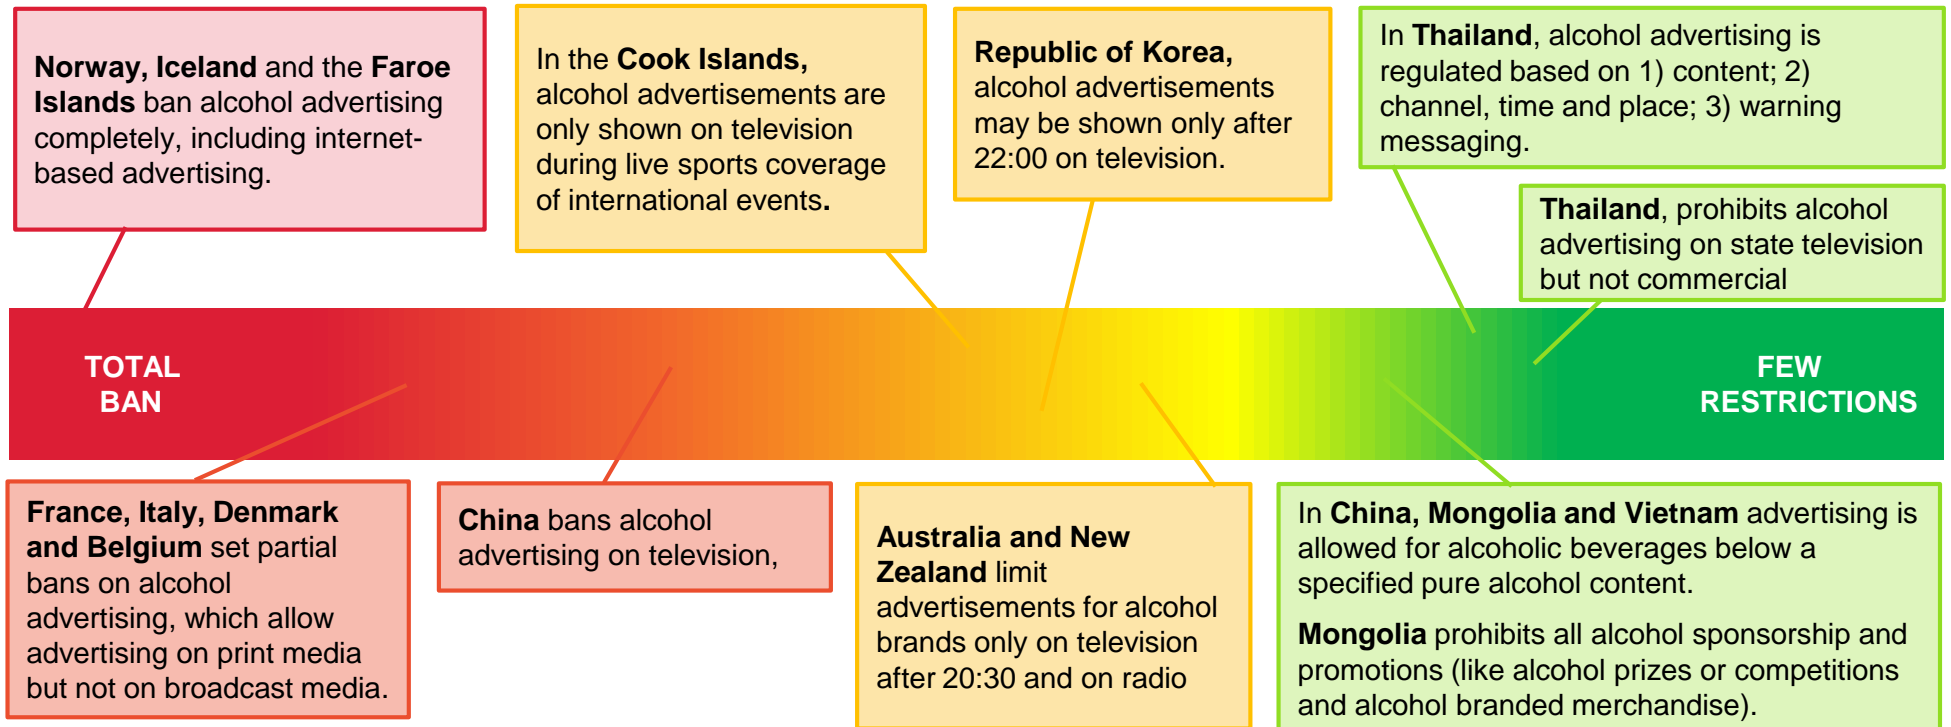 Norway, Iceland and the Faroe
Islands ban alcohol advertising
completely, including internet-
based advertising.
In the Cook Islands,
alcohol advertisements are
only shown on television
during live sports coverage
of international events.
Republic of Korea,
alcohol advertisements
may be shown only after
22:00 on television.
In Thailand, alcohol advertising is
regulated based on 1) content; 2)
channel, time and place; 3) warning
messaging.
Thailand, prohibits alcohol
advertising on state television
but not commercial
TOTAL
BAN
FEW
RESTRICTIONS
France, Italy, Denmark
and Belgium set partial
bans on alcohol
advertising, which allow
advertising on print media
but not on broadcast media.
China bans alcohol
advertising on television,
Australia and New
Zealand limit
advertisements for alcohol
brands only on television
after 20:30 and on radio
In China, Mongolia and Vietnam advertising is
allowed for alcoholic beverages below a
specified pure alcohol content.
Mongolia prohibits all alcohol sponsorship and
promotions (like alcohol prizes or competitions
and alcohol branded merchandise).